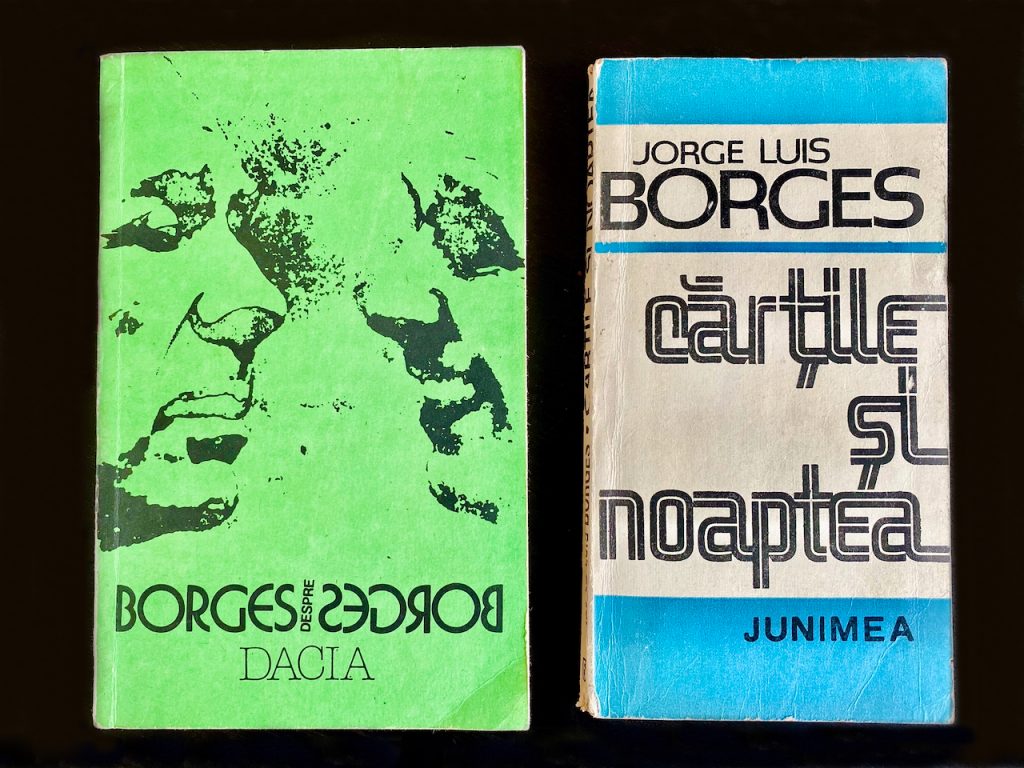 BORGES DESPRE BORGES
DACIA
JORGE LUIS
BORGES
cărțile
și
noaptea
JUNIMEA